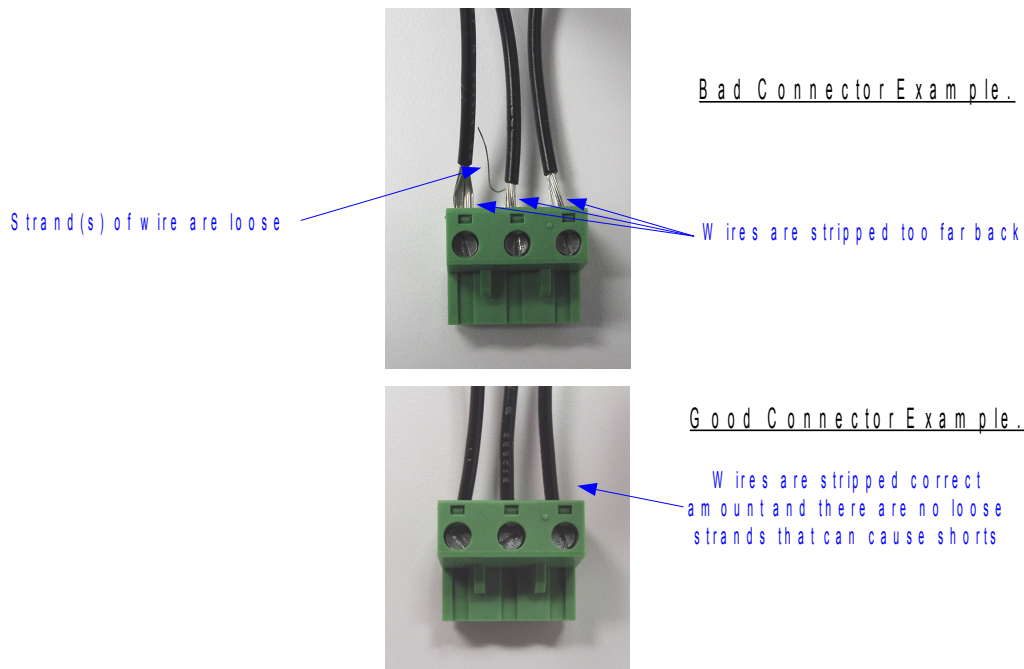 Bad Connector Example.
Strand(s) of wire are loose
Wires are stripped too far back
Good Connector Example.
Wires are stripped correct
amount and there are no loose
strands that can cause shorts